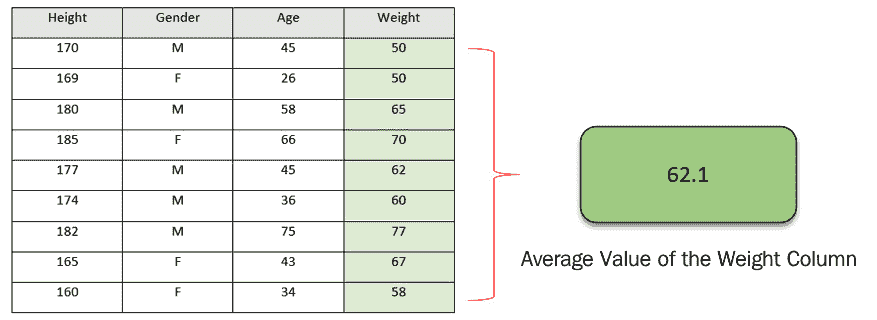 Height Gender Age Weight
170 M 45 50
169 F 26 50
180 M 58 65
185 F 66 70
177 M 45 62
174 M 36 60
182 M 75 77
165 F 43 67
160 F 34 58
62.1
Average Value of the Weight Column